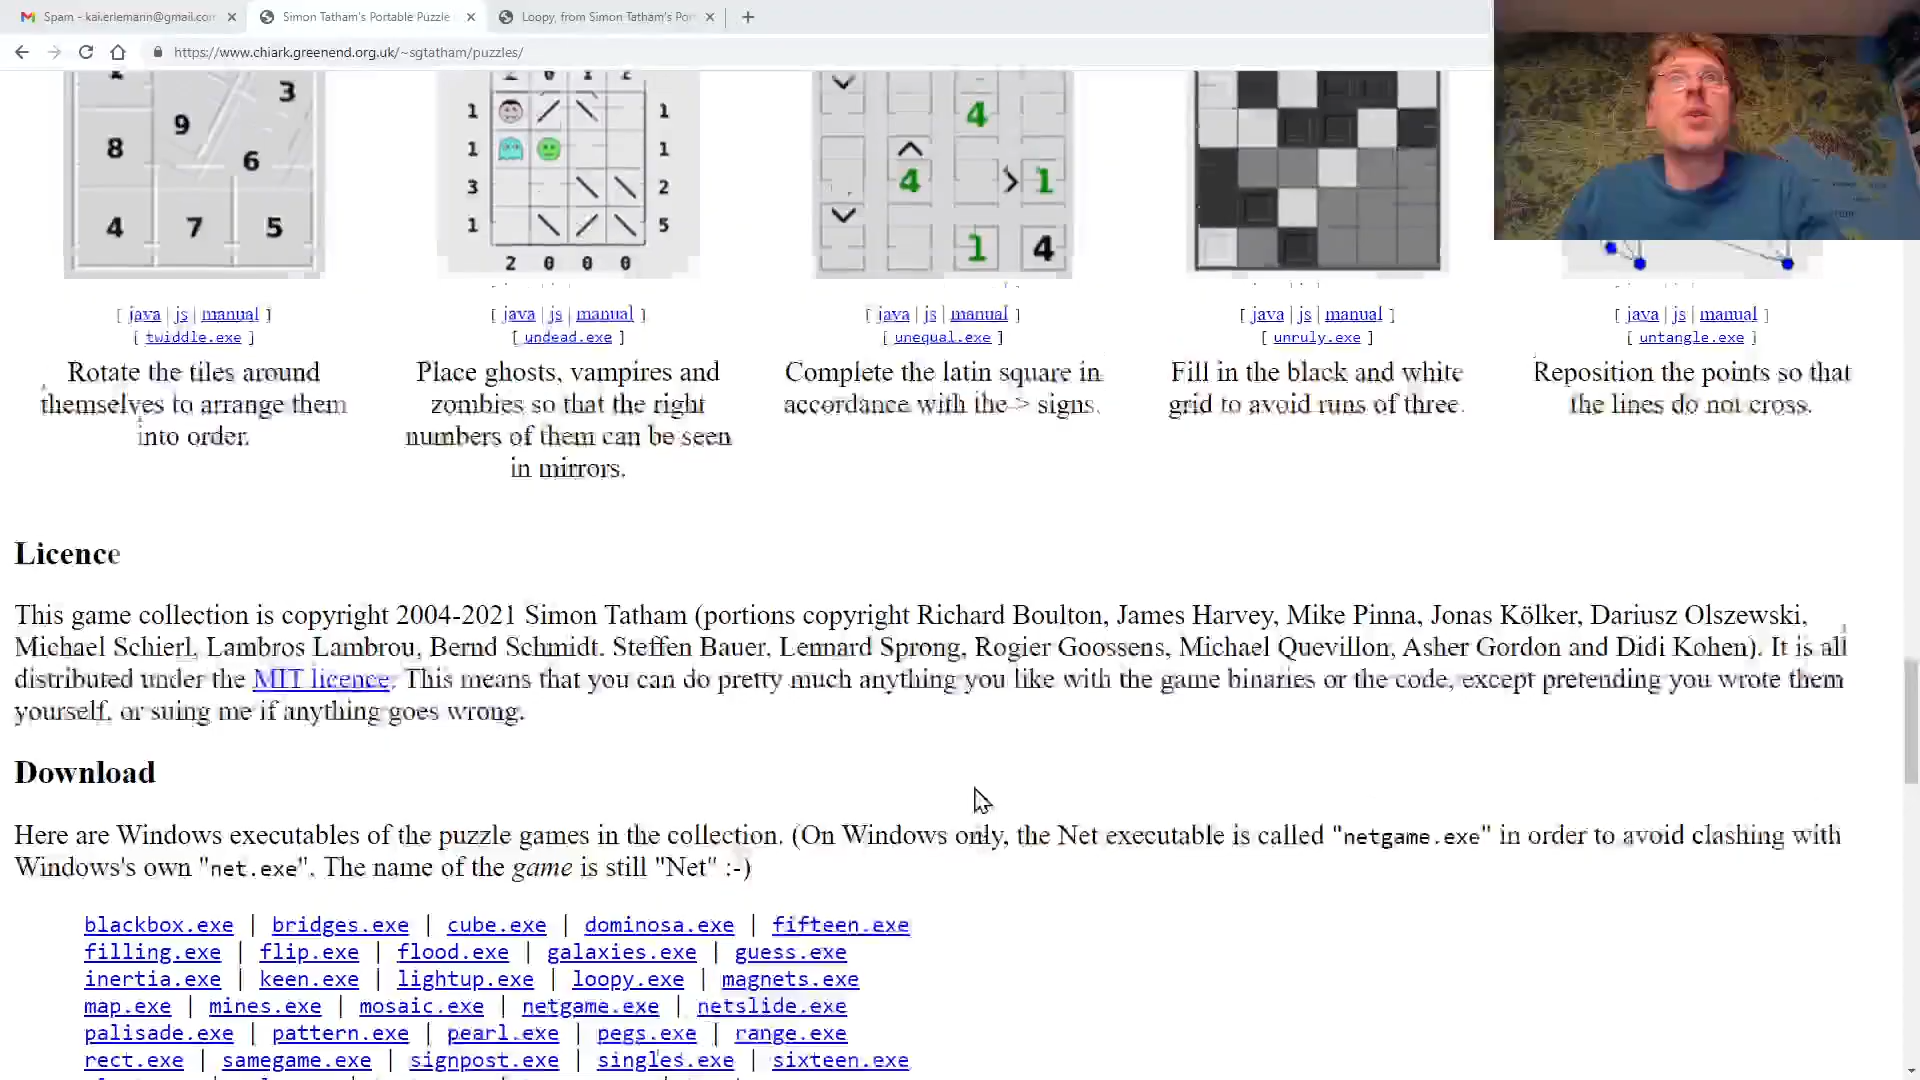 Spam - kai.erlemann@gmail.com
Simon Tatham's Portable Puzzle
Loopy, from Simon Tatham's Por
https://www.chiark.greenend.org.uk/~sgtatham/puzzles/
3
9
8
6
4 7 5
1 1
1 1
3 2
1 5
2 0 0 0
4
4 > 1
1 4
[ java | js | manual ] [ java | js | manual ] [ java | js | manual ] [ java | js | manual ] [ java | js | manual ]
[ twiddle.exe ] [ undead.exe ] [ unequal.exe ] [ unruly.exe ] [ untangle.exe ]
Rotate the tiles around
themselves to arrange them
into order.
Place ghosts, vampires and
zombies so that the right
numbers of them can be seen
in mirrors.
Complete the latin square in
accordance with the > signs.
Fill in the black and white
grid to avoid runs of three.
Reposition the points so that
the lines do not cross.
Licence
This game collection is copyright 2004-2021 Simon Tatham (portions copyright Richard Boulton, James Harvey, Mike Pinna, Jonas Kölker, Dariusz Olszewski,
Michael Schierl, Lambros Lambrou, Bernd Schmidt, Steffen Bauer, Lennard Sprong, Rogier Goossens, Michael Quevillon, Asher Gordon and Didi Kohen). It is all
distributed under the MIT licence. This means that you can do pretty much anything you like with the game binaries or the code, except pretending you wrote them
yourself, or suing me if anything goes wrong.
Download
Here are Windows executables of the puzzle games in the collection. (On Windows only, the Net executable is called "netgame.exe" in order to avoid clashing with
Windows's own "net.exe". The name of the game is still "Net" :-)
blackbox.exe | bridges.exe | cube.exe | dominosa.exe | fifteen.exe
filling.exe | flip.exe | flood.exe | galaxies.exe | guess.exe
inertia.exe | keen.exe | lightup.exe | loopy.exe | magnets.exe
map.exe | mines.exe | mosaic.exe | netgame.exe | netslide.exe
palisade.exe | pattern.exe | pearl.exe | pegs.exe | range.exe
rect.exe | samegame.exe | signpost.exe | singles.exe | sixteen.exe